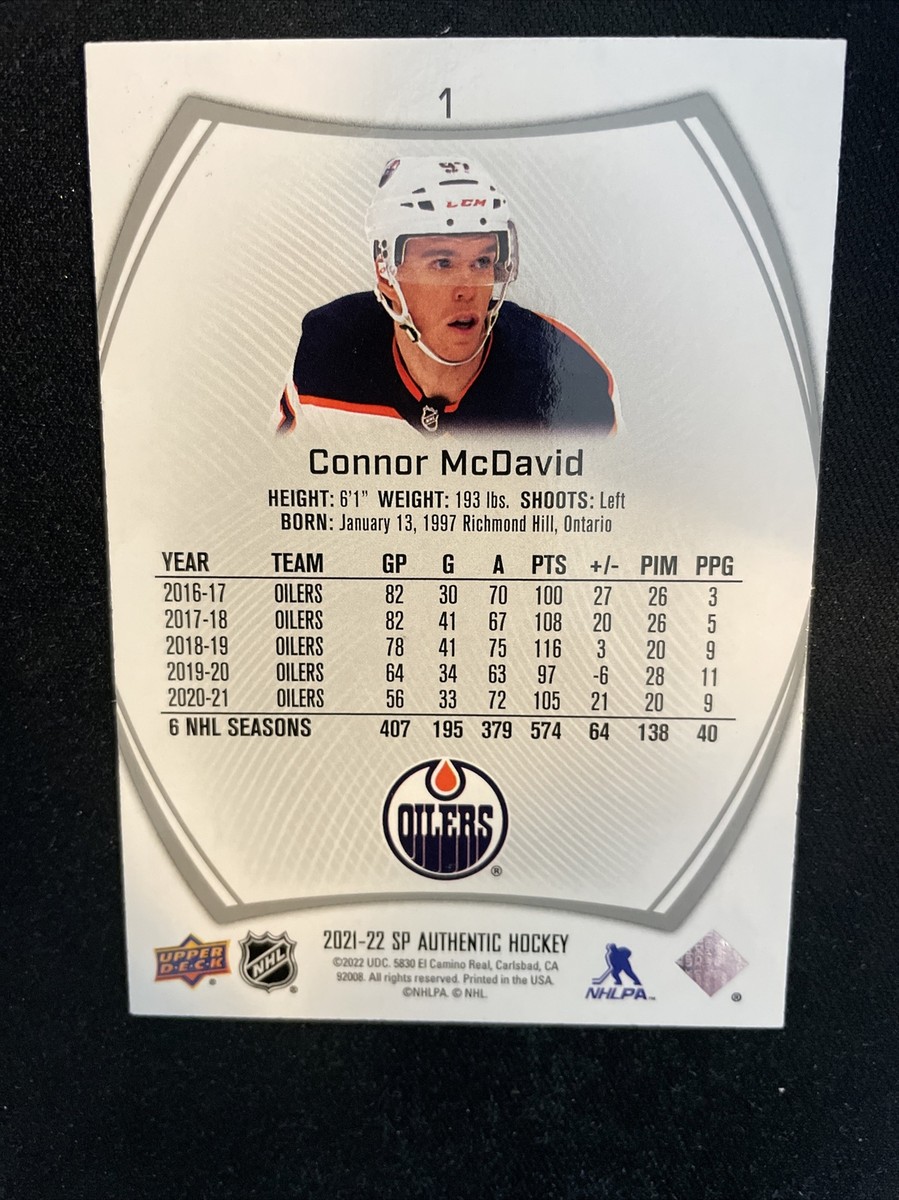 1
97
CCM
Connor McDavid
HEIGHT: 6'1" WEIGHT: 193 lbs. SHOOTS: Left
BORN: January 13, 1997 Richmond Hill, Ontario
YEAR TEAM GP G A PTS +/- PIM PPG
2016-17 OILERS 82 30 70 100 27 26 3
2017-18 OILERS 82 41 67 108 20 26 5
2018-19 OILERS 78 41 75 116 3 20 9
2019-20 OILERS 64 34 63 97 -6 28 11
2020-21 OILERS 56 33 72 105 21 20 9
6 NHL SEASONS 407 195 379 574 64 138 40
OILERS
®
UPPER DECK ®
NHL ®
2021-22 SP AUTHENTIC HOCKEY
©2022 UDC. 5830 El Camino Real, Carlsbad, CA
92008. All rights reserved. Printed in the USA.
©NHLPA. © NHL.
NHLPA™
®